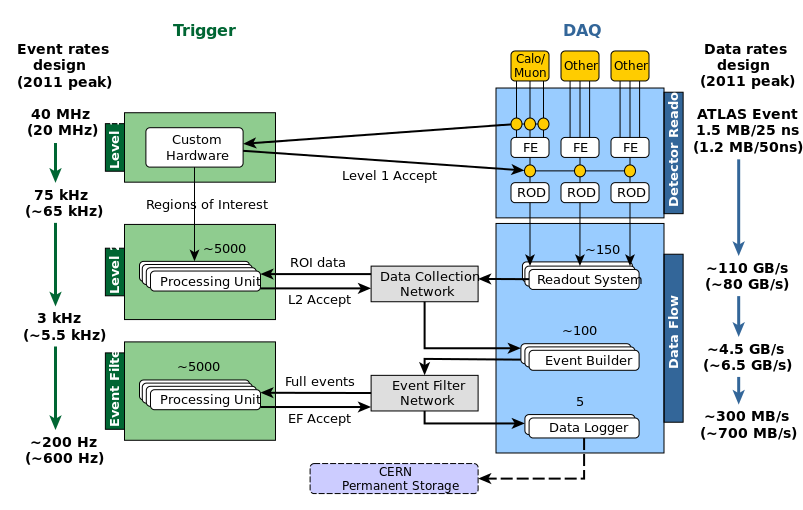 Trigger
DAQ
Event rates
design
(2011 peak)
Data rates
design
(2011 peak)
Calo/
Muon
Other
Other
40 MHz
(20 MHz)
Level
Custom
Hardware
FE
FE
FE
Level 1 Accept
ROD
ROD
ROD
Detector Reado
ATLAS Event
1.5 MB/25 ns
(1.2 MB/50ns)
75 kHz
(~65 kHz)
Regions of Interest
Level
~5000
Processing Unit
ROI data
L2 Accept
Data Collection
Network
~150
Readout System
~110 GB/s
(~80 GB/s)
3 kHz
(~5.5 kHz)
~100
Event Builder
Data Flow
~4.5 GB/s
(~6.5 GB/s)
Event Filte
~5000
Processing Unit
Full events
EF Accept
Event Filter
Network
5
Data Logger
~200 Hz
(~600 Hz)
~300 MB/s
(~700 MB/s)
CERN
Permanent Storage